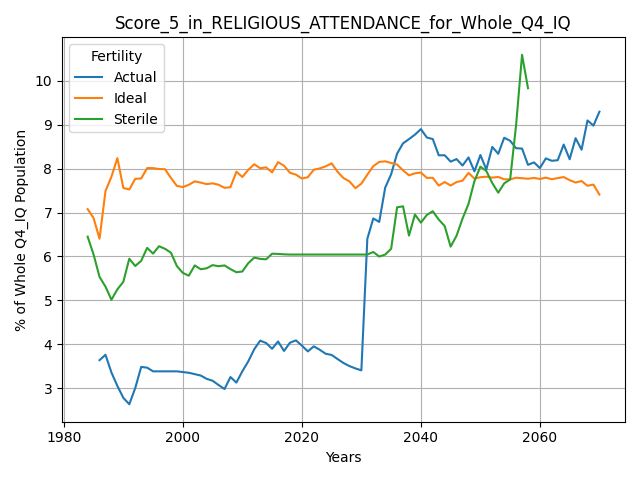 Score_5_in_RELIGIOUS_ATTENDANCE_for_Whole_Q4_IQ
Fertility
Actual
Ideal
Sterile
% of Whole Q4_IQ Population
10
9
8
7
6
5
4
3
1980
2000
2020
2040
2060
Years